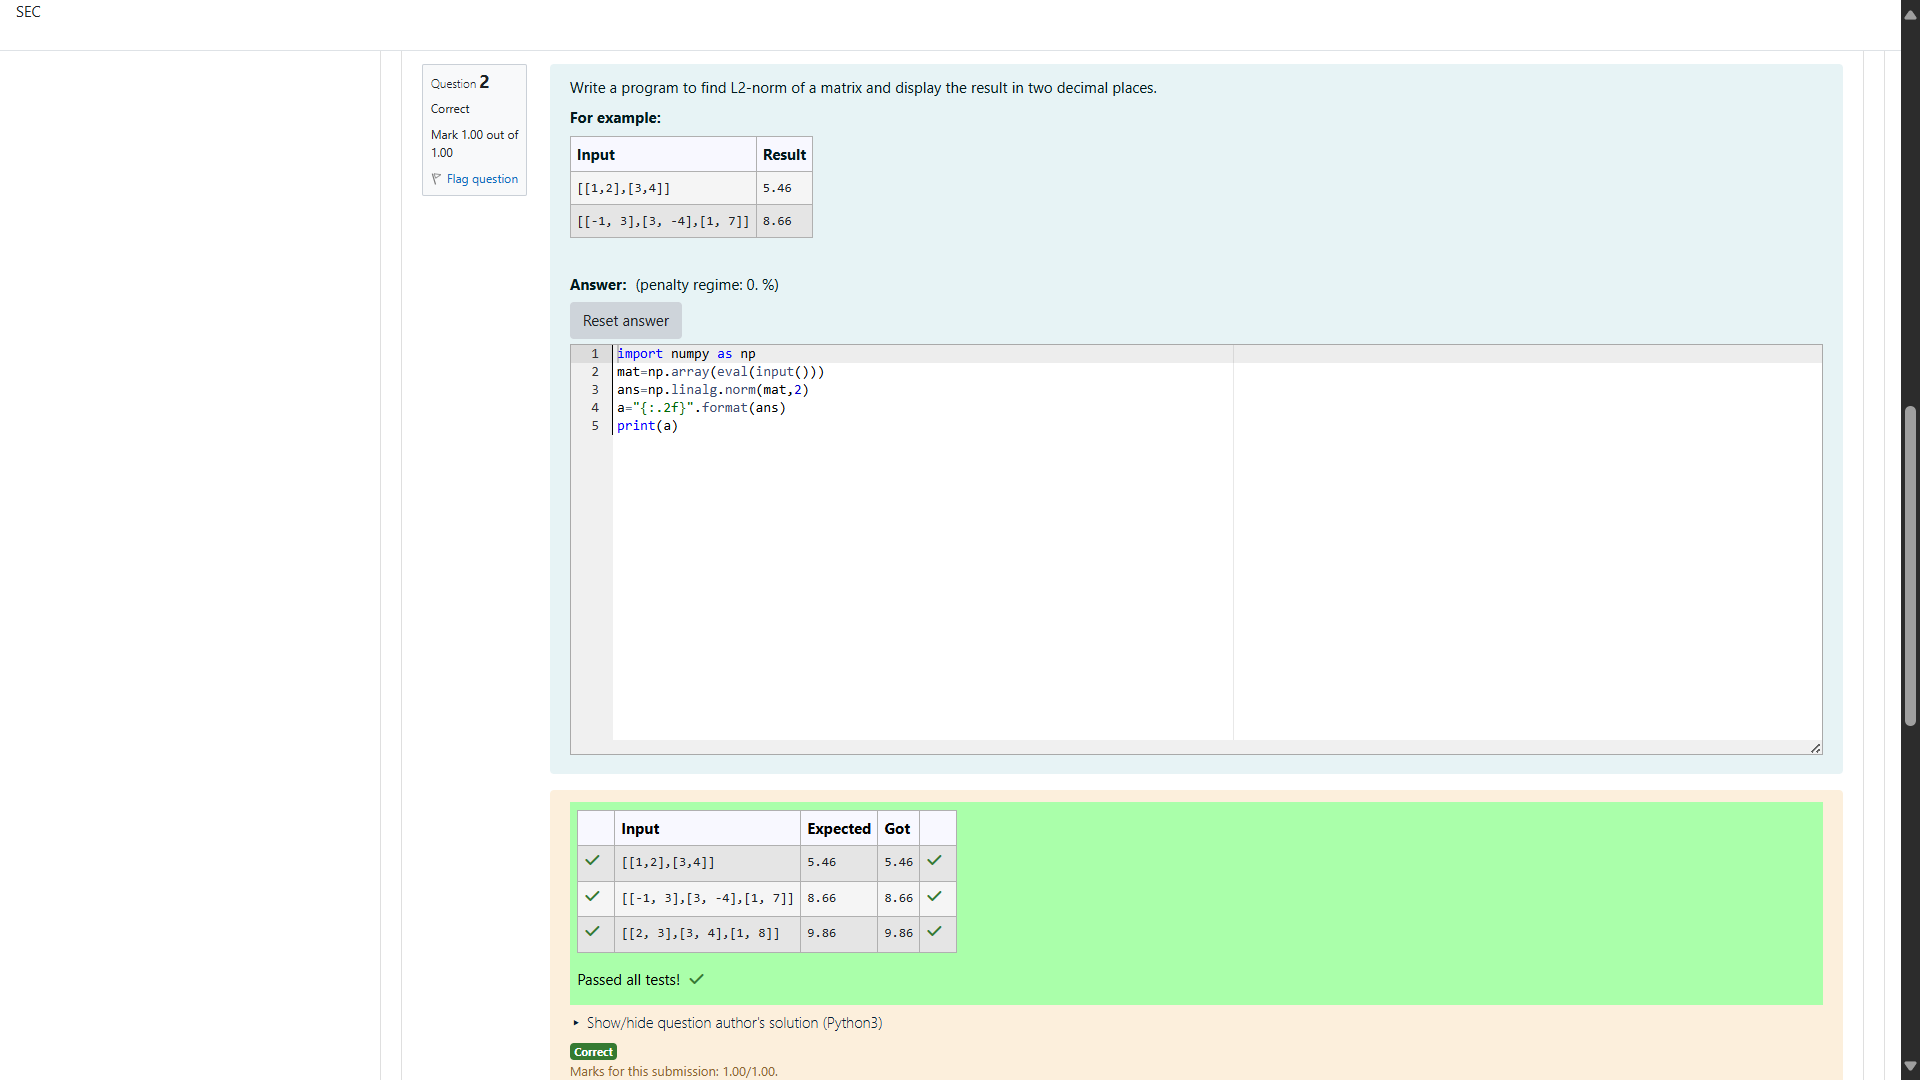 SEC
Question 2
Correct
Mark 1.00 out of
1.00
Flag question
Write a program to find L2-norm of a matrix and display the result in two decimal places.
For example:
Input Result
[[1,2],[3,4]] 5.46
[[-1, 3],[3, -4],[1, 7]] 8.66
Answer: (penalty regime: 0. %)
Reset answer
1 import numpy as np
2 mat=np.array(eval(input()))
3 ans=np.linalg.norm(mat,2)
4 a="{:.2f}".format(ans)
5 print(a)
Input Expected Got
[[1,2],[3,4]] 5.46 5.46
[[-1, 3],[3, -4],[1, 7]] 8.66 8.66
[[2, 3],[3, 4],[1, 8]] 9.86 9.86
Passed all tests!
Show/hide question author's solution (Python3)
Correct
Marks for this submission: 1.00/1.00.